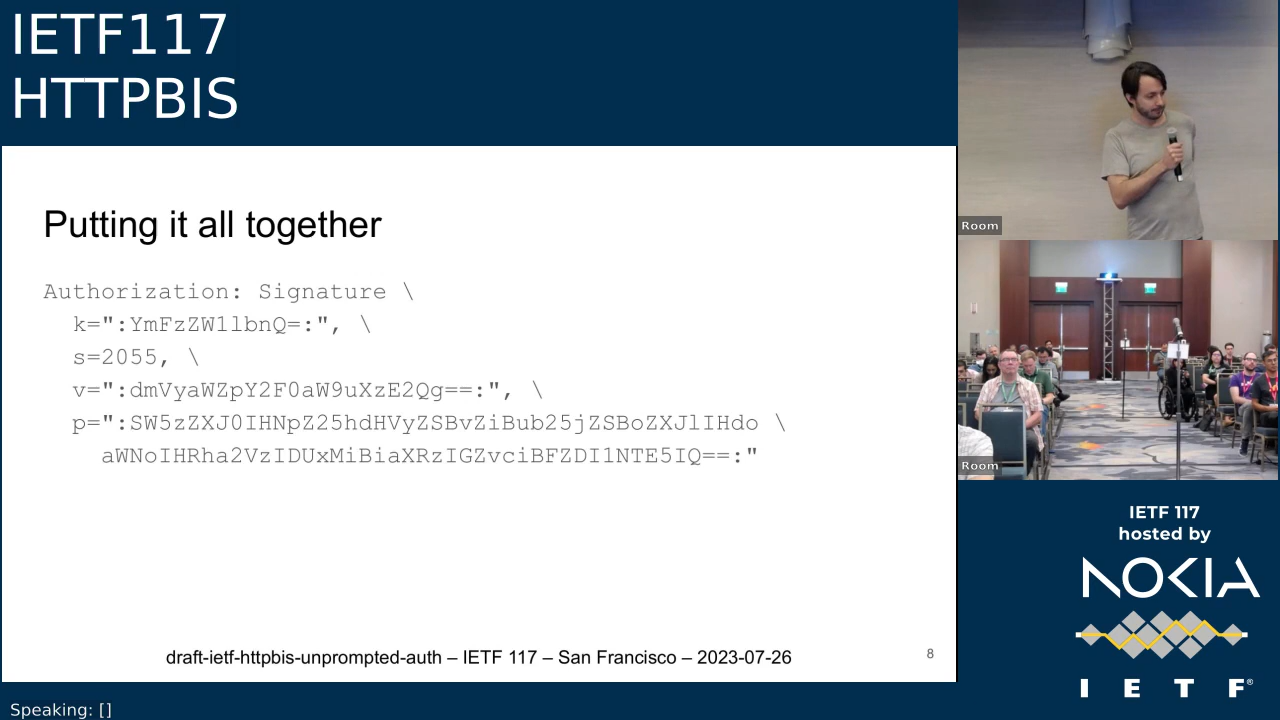 IETF117
HTTPBIS
Putting it all together
Authorization: Signature \
k=":YmFzZW1lbnQ=:", \
s=2055, \
v=":dmVyaWZpY2F0aW9uXzE2Qg==:", \
p=":SW5zZXJ0IHNpZ25hdHVyZSBvZiBub25jZSBoZXJlIHdo \
aWNoIHRha2VzIDUxMiBiaXRzIGZvciBFZDI1NTE5IQ==:"
draft-ietf-httpbis-unprompted-auth – IETF 117 – San Francisco – 2023-07-26
8
Speaking: []
Room
Room
IETF 117
hosted by
NOKIA
I E T F®